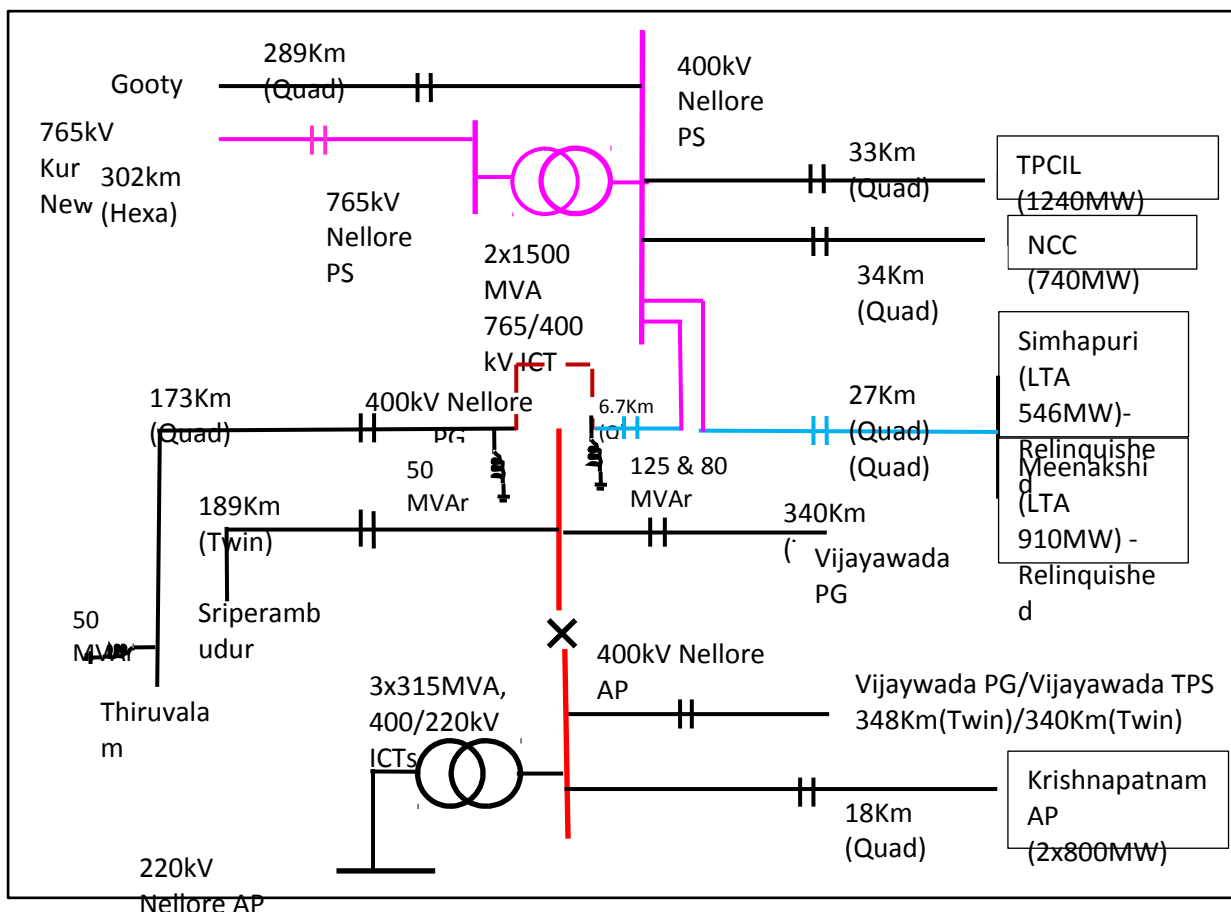 289Km
(Quad)
Gooty
400kV
Nellore
PS
765kV
Kur
New
302km
(Hexa)
765kV
Nellore
PS
2x1500
MVA
765/400
kV ICT
33Km
(Quad)
TPCIL
(1240MW)
34Km
(Quad)
NCC
(740MW)
173Km
(Quad)
400kV Nellore
PG
6.7Km
27Km
(Quad)
(Quad)
Simhapuri
(LTA
546MW)-
Relinquishe
d
Meenakshi
(LTA
910MW) -
Relinquishe
d
50
MVAr
125 & 80
MVAr
189Km
(Twin)
340Km
Vijayawada
PG
Sriperamb
udur
50
MVAr
Thiruvala
m
400kV Nellore
AP
3x315MVA,
400/220kV
ICTs
Vijaywada PG/Vijayawada TPS
348Km(Twin)/340Km(Twin)
18Km
(Quad)
Krishnapatnam
AP
(2x800MW)
220kV
Nellore AP